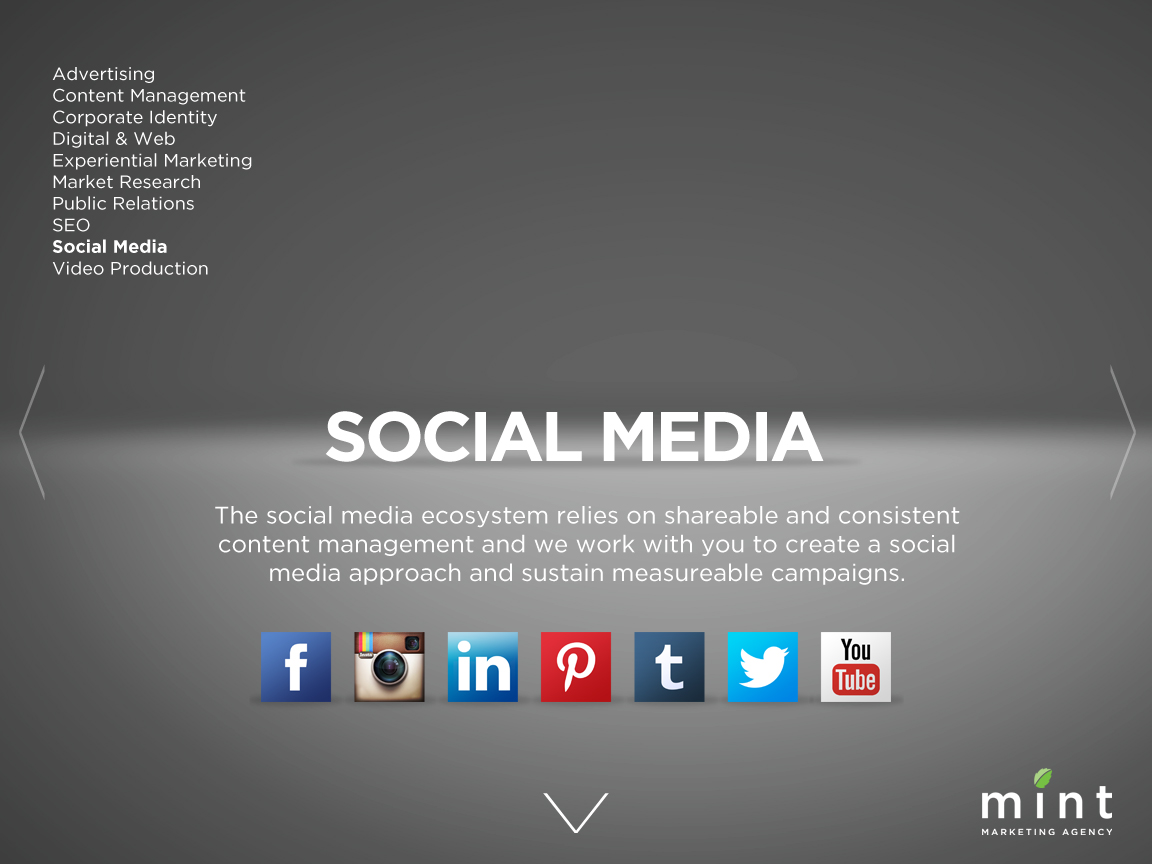 Advertising
Content Management
Corporate Identity
Digital & Web
Experiential Marketing
Market Research
Public Relations
SEO
Social Media
Video Production
SOCIAL MEDIA
The social media ecosystem relies on shareable and consistent
content management and we work with you to create a social
media approach and sustain measureable campaigns.
f
in
t
You
Tube
mint
MARKETING AGENCY